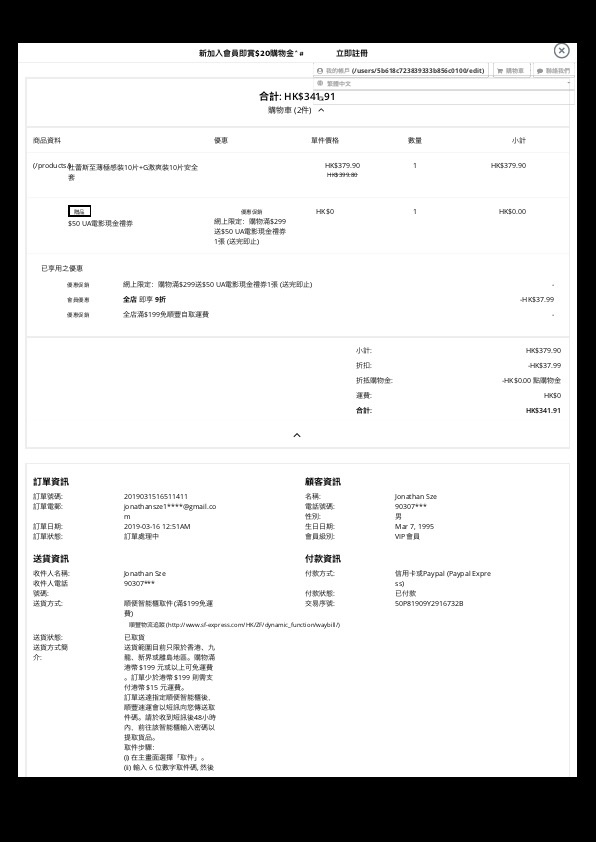 新加入會員即賞$20購物金^ # 立即註冊
我的帳戶 (/users/5b618c723839333b856c0100/edit) 購物車 聯絡我們
繁體中文
合計: HK$341.91
購物車 (2件)
商品資料 優惠 單件價格 數量 小計
(/products/ 杜蕾斯至薄極感裝10片+G激爽裝10片安全 HK$379.90 1 HK$379.90
套 HK$399.80
贈品 優惠促銷 HK$0 1 HK$0.00
$50 UA電影現金禮券 網上限定：購物滿$299
送$50 UA電影現金禮券
1張 (送完即止)
已享用之優惠
優惠促銷 網上限定：購物滿$299送$50 UA電影現金禮券1張 (送完即止) -
會員優惠 全店 即享 9折 -HK$37.99
優惠促銷 全店滿$199免順豐自取運費 -
小計: HK$379.90
折扣: -HK$37.99
折抵購物金: -HK$0.00 點購物金
運費: HK$0
合計: HK$341.91
訂單資訊
訂單號碼: 2019031516511411
訂單電郵: jonathansze1****@gmail.co
m
訂單日期: 2019-03-16 12:51AM
訂單狀態: 訂單處理中
顧客資訊
名稱: Jonathan Sze
電話號碼: 90307***
性別: 男
生日日期: Mar 7, 1995
會員級別: VIP會員
送貨資訊
收件人名稱: Jonathan Sze
收件人電話 90307***
號碼:
送貨方式: 順便智能櫃取件 (滿$199免運
費)
順豐物流追蹤 (http://www.sf-express.com/HK/ZF/dynamic_function/waybill/)
送貨狀態: 已取貨
送貨方式簡 送貨範圍目前只限於香港、九
介: 龍、新界或離島地區。購物滿
港幣 $199 元或以上可免運費
。訂單少於港幣 $199 則需支
付港幣 $15 元運費。
訂單送達指定順便智能櫃後，
順豐速運會以短訊向您傳送取
件碼。請於收到短訊後48小時
內，前往該智能櫃輸入密碼以
提取貨品。
取件步驟:
(i) 在主畫面選擇「取件」。
(ii) 輸入 6 位數字取件碼, 然後
付款資訊
付款方式: 信用卡或Paypal (Paypal Expre
ss)
付款狀態: 已付款
交易序號: 50P81909Y2916732B